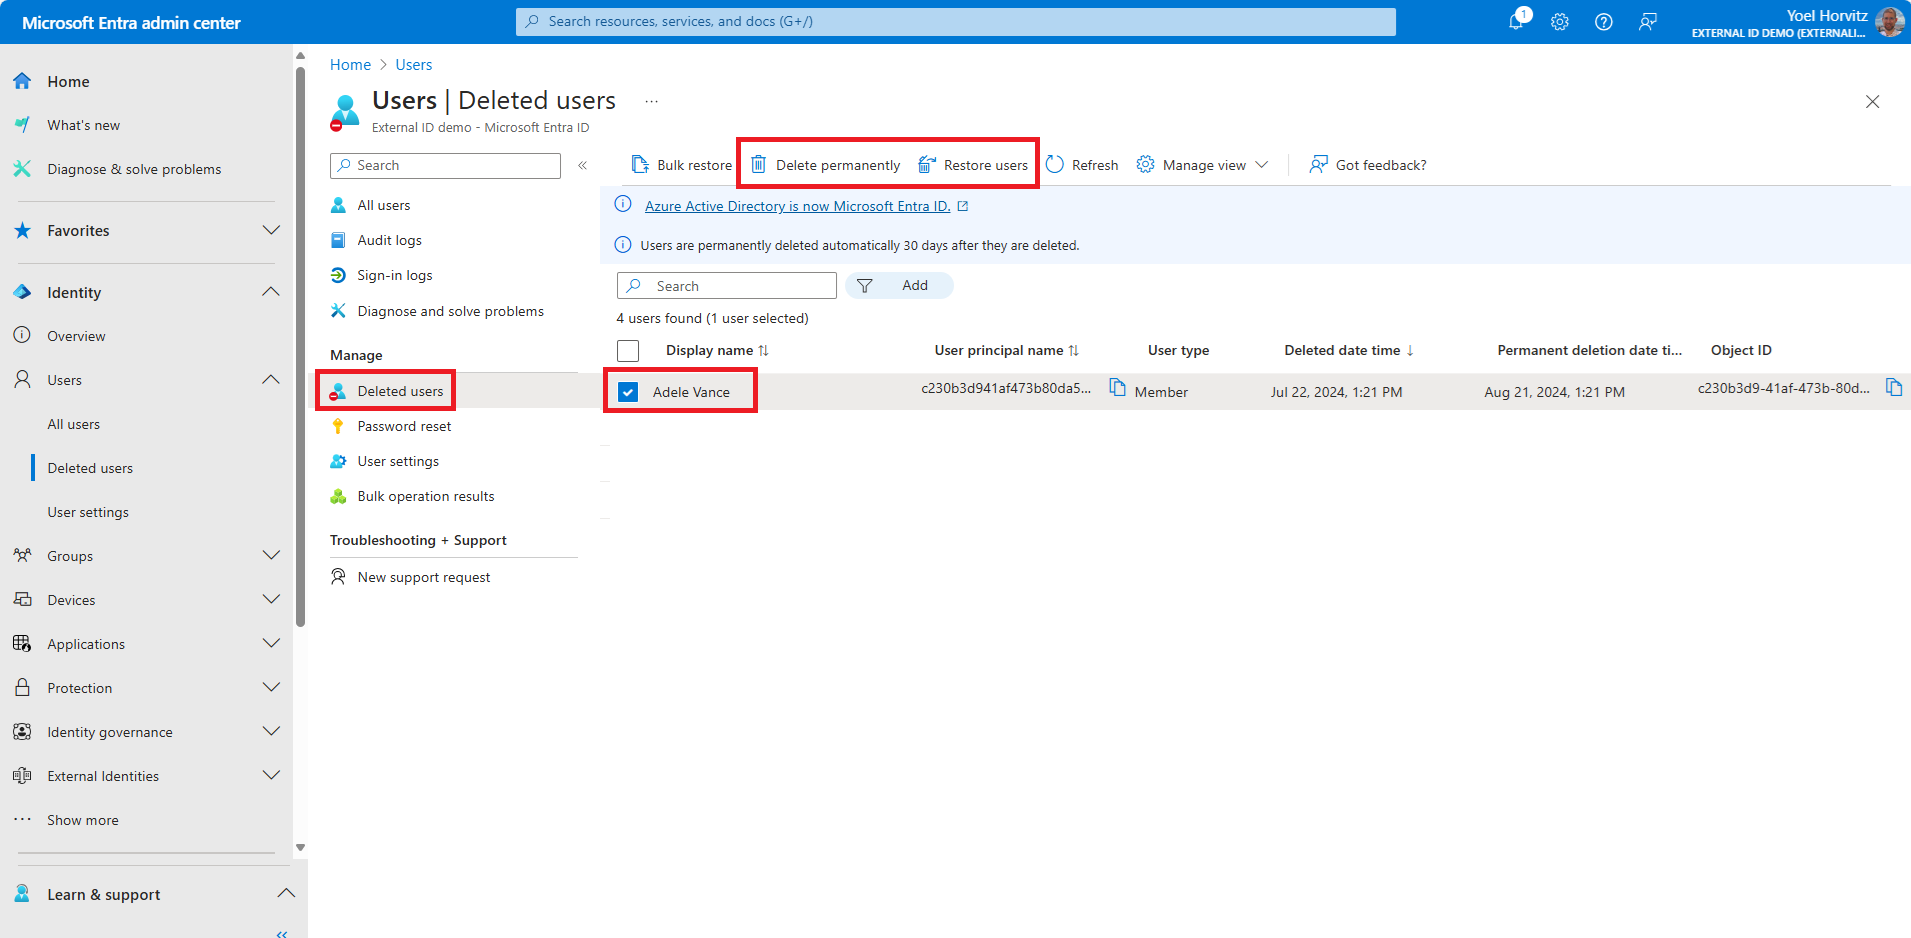 Microsoft Entra admin center
Search resources, services, and docs (G+/)
1
Yoel Horvitz
EXTERNAL ID DEMO (EXTERNALI...
Home
What's new
Diagnose & solve problems
Favorites
Identity
Overview
Users
All users
Deleted users
User settings
Groups
Devices
Applications
Protection
Identity governance
External Identities
Show more
Learn & support
Home > Users
Users | Deleted users ...
External ID demo - Microsoft Entra ID
Search
All users
Audit logs
Sign-in logs
Diagnose and solve problems
Manage
Deleted users
Password reset
User settings
Bulk operation results
Troubleshooting + Support
New support request
Bulk restore Delete permanently Restore users Refresh Manage view Got feedback?
Azure Active Directory is now Microsoft Entra ID.
Users are permanently deleted automatically 30 days after they are deleted.
Search Add
4 users found (1 user selected)
Display name User principal name User type Deleted date time Permanent deletion date ti... Object ID
Adele Vance c230b3d941af473b80da5... Member Jul 22, 2024, 1:21 PM Aug 21, 2024, 1:21 PM c230b3d9-41af-473b-80d...